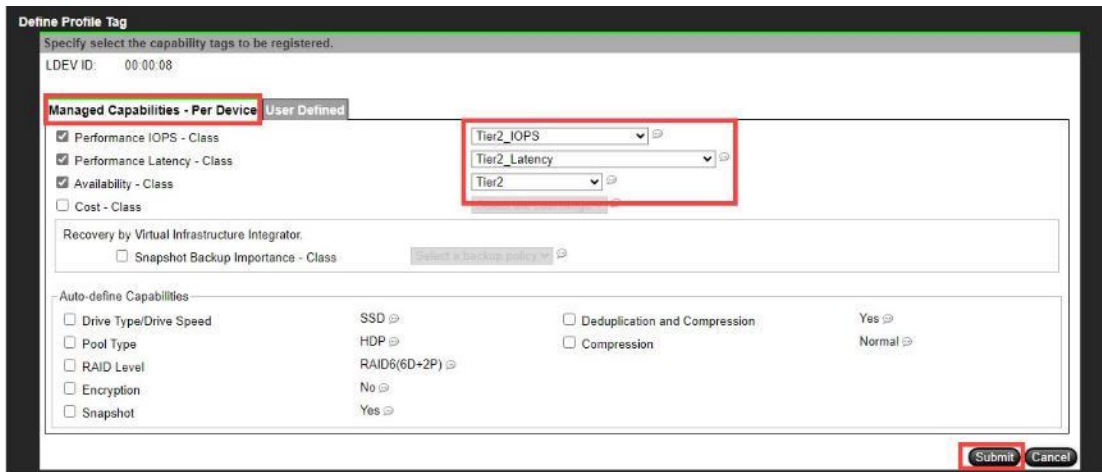 Define Profile Tag
Specify select the capability tags to be registered.
LDEV ID: 00:00:08
Managed Capabilities - Per Device User Defined
Performance IOPS - Class Tier2_IOPS
Performance Latency - Class Tier2_Latency
Availability - Class Tier2
Cost - Class
Recovery by Virtual Infrastructure Integrator.
Snapshot Backup Importance - Class Select a backup policy
Auto-define Capabilities
Drive Type/Drive Speed SSD Deduplication and Compression Yes
Pool Type HDP Compression Normal
RAID Level RAID6(6D+2P)
Encryption No
Snapshot Yes
Submit Cancel